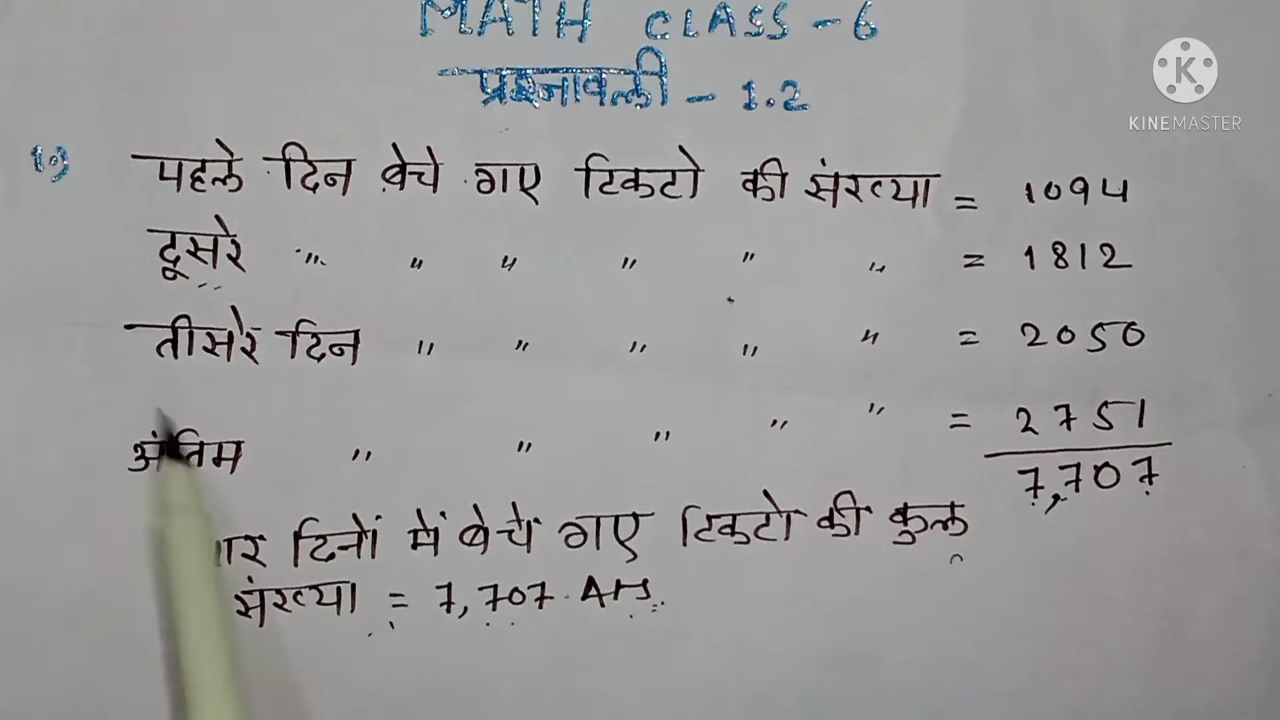 MATH CLASS - 6
प्रश्नावली - 1.2
KINEMASTER
1.) पहले दिन बेचे गए टिकटो की संख्या = 1094
दूसरे " " " " " " = 1812
तीसरे दिन " " " " " = 2050
अंतिम " " " " " = 2751
7,707
दिनों में बेचें गए टिकटो की कुल
संख्या = 7,707 Ans